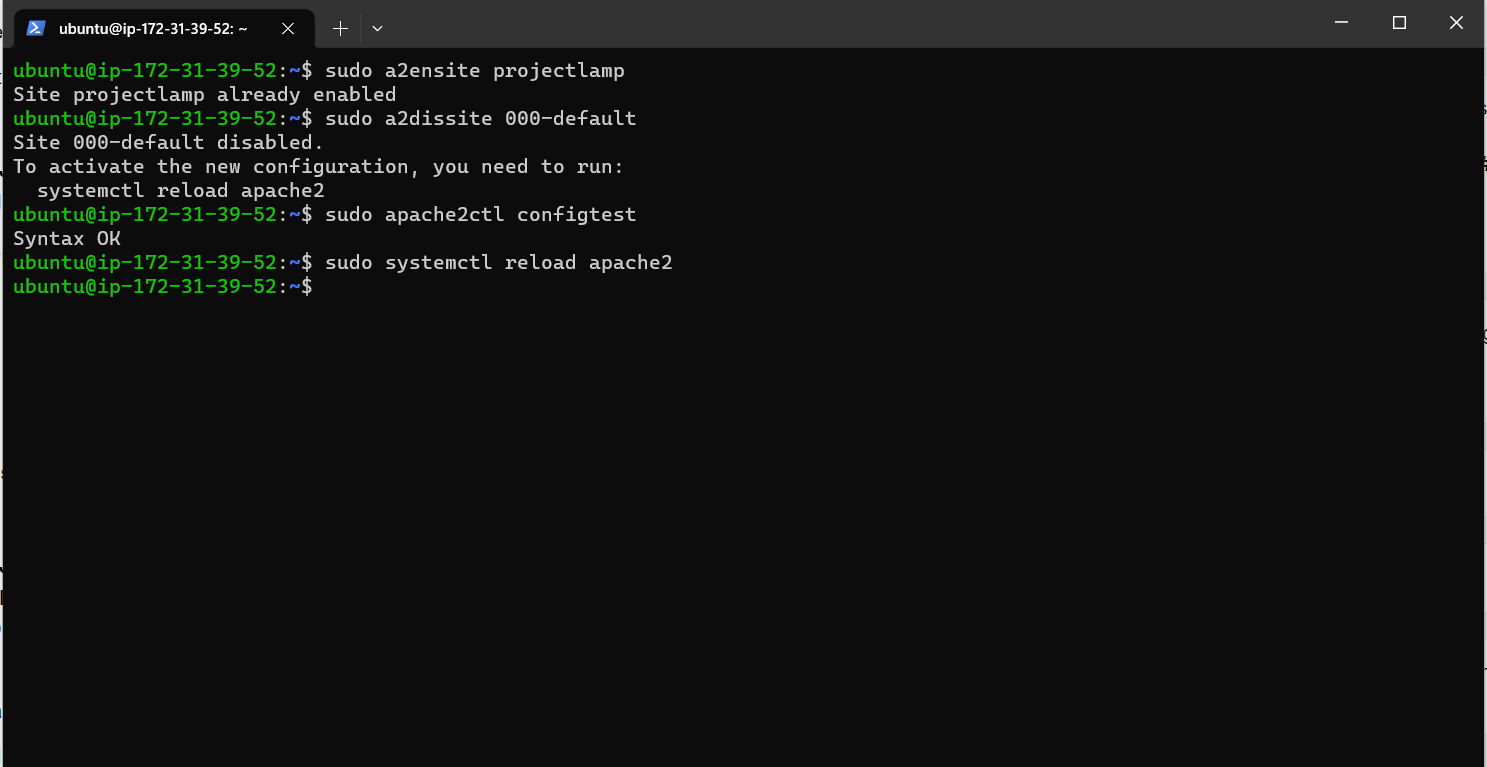 ubuntu@ip-172-31-39-52: ~
ubuntu@ip-172-31-39-52:~$ sudo a2ensite projectlamp
Site projectlamp already enabled
ubuntu@ip-172-31-39-52:~$ sudo a2dissite 000-default
Site 000-default disabled.
To activate the new configuration, you need to run:
  systemctl reload apache2
ubuntu@ip-172-31-39-52:~$ sudo apache2ctl configtest
Syntax OK
ubuntu@ip-172-31-39-52:~$ sudo systemctl reload apache2
ubuntu@ip-172-31-39-52:~$